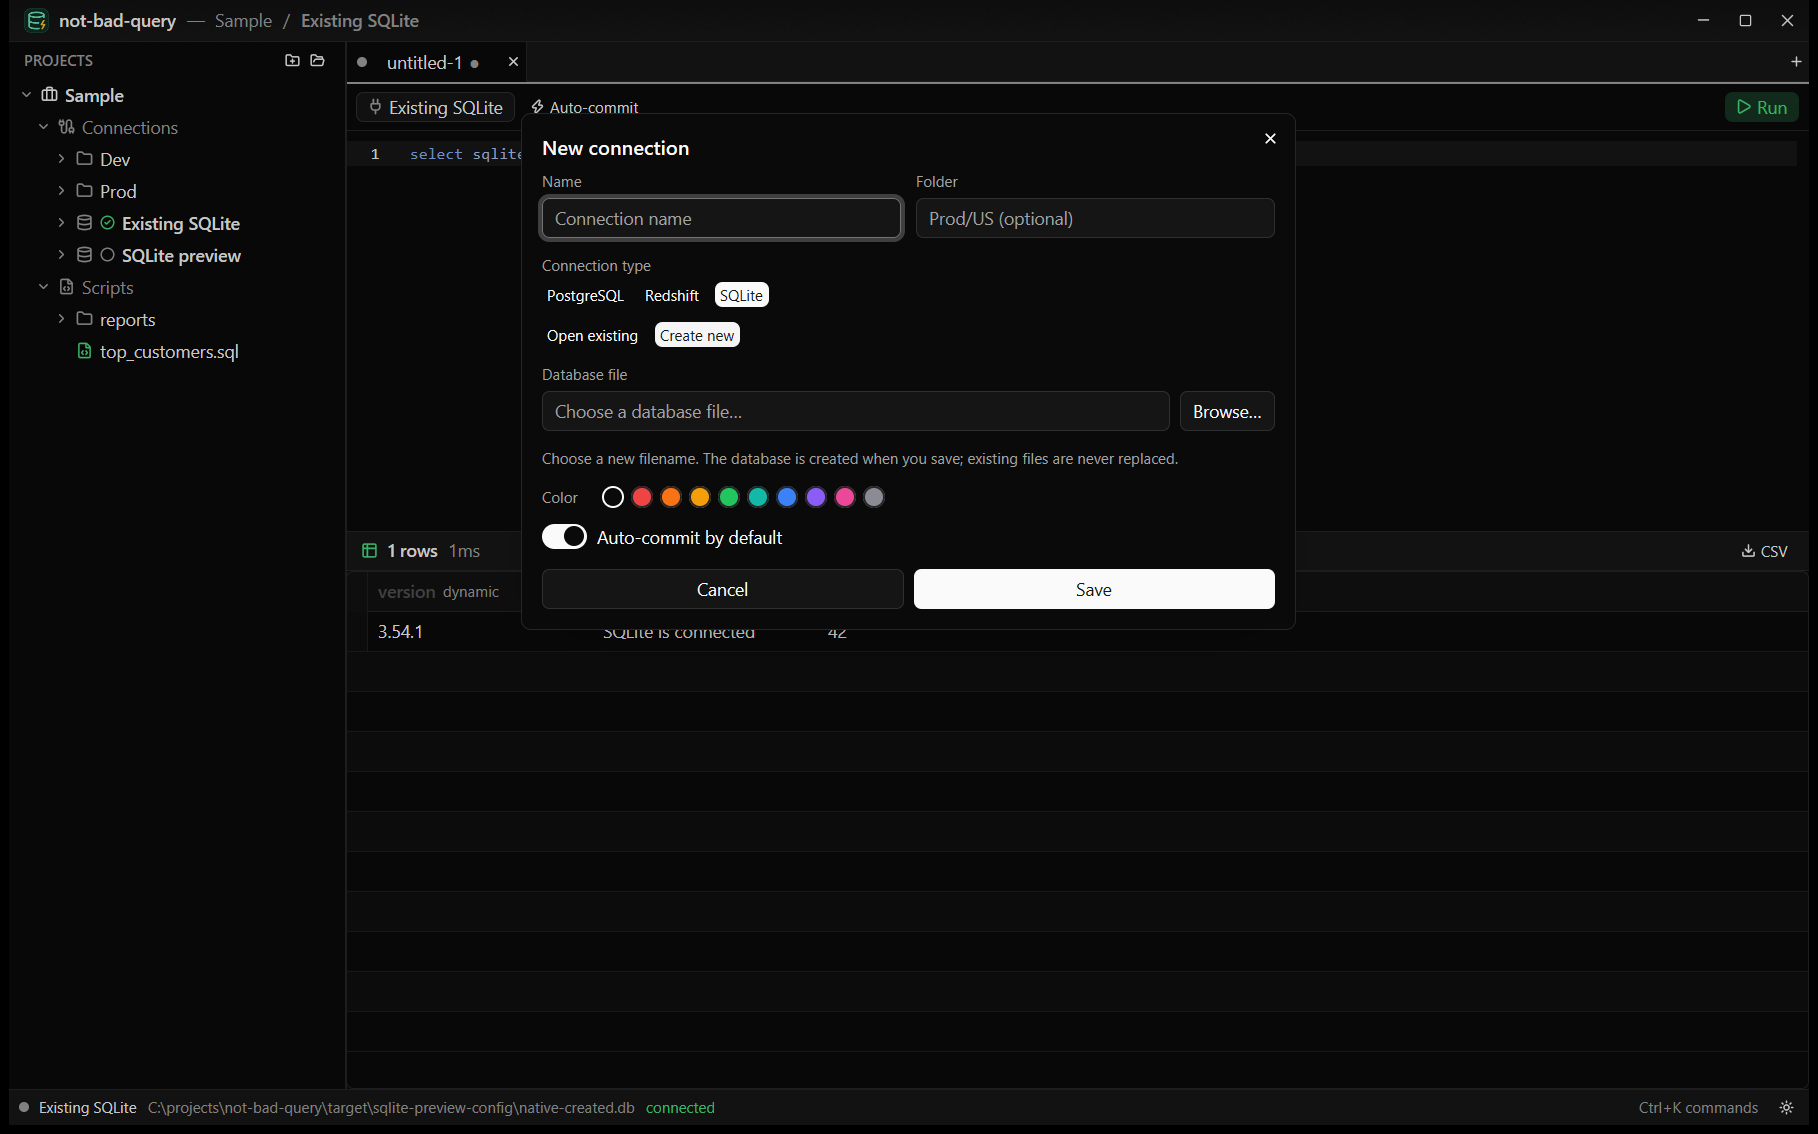 not-bad-query — Sample / Existing SQLite
PROJECTS
Sample
Connections
Dev
Prod
Existing SQLite
SQLite preview
Scripts
reports
top_customers.sql
untitled-1
Existing SQLite
Auto-commit
Run
1 select sqlite
New connection
Name
Folder
Connection name
Prod/US (optional)
Connection type
PostgreSQL Redshift SQLite
Open existing Create new
Database file
Choose a database file...
Browse...
Choose a new filename. The database is created when you save; existing files are never replaced.
Color
Auto-commit by default
Cancel
Save
1 rows 1ms
CSV
version dynamic
3.54.1
SQLite is connected
42
Existing SQLite C:\projects\not-bad-query\target\sqlite-preview-config\native-created.db connected
Ctrl+K commands